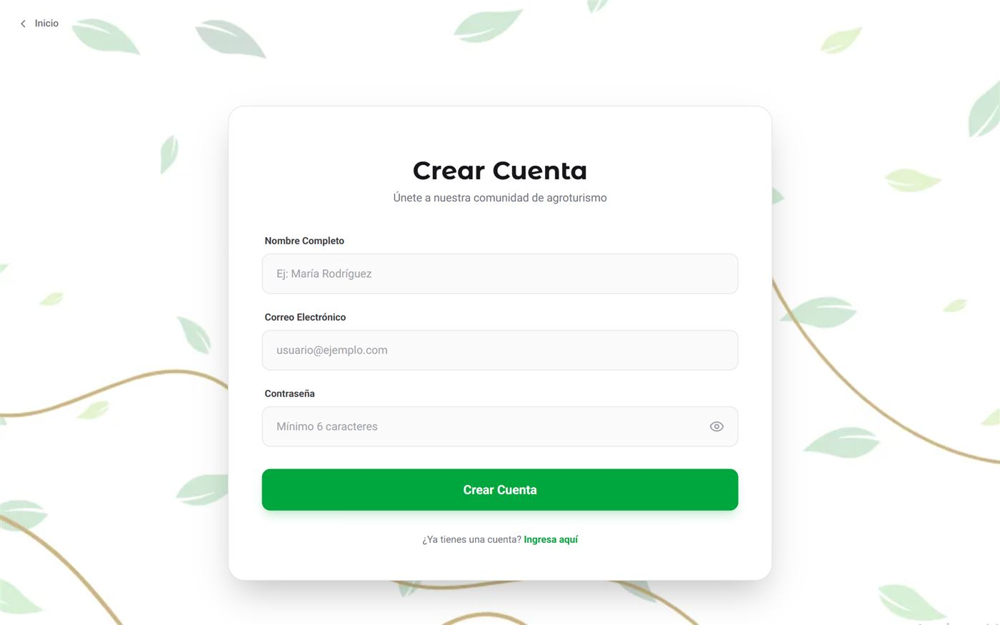 Inicio
Crear Cuenta
Únete a nuestra comunidad de agroturismo
Nombre Completo
Ej: María Rodríguez
Correo Electrónico
usuario@ejemplo.com
Contraseña
Mínimo 6 caracteres
Crear Cuenta
¿Ya tienes una cuenta? Ingresa aquí